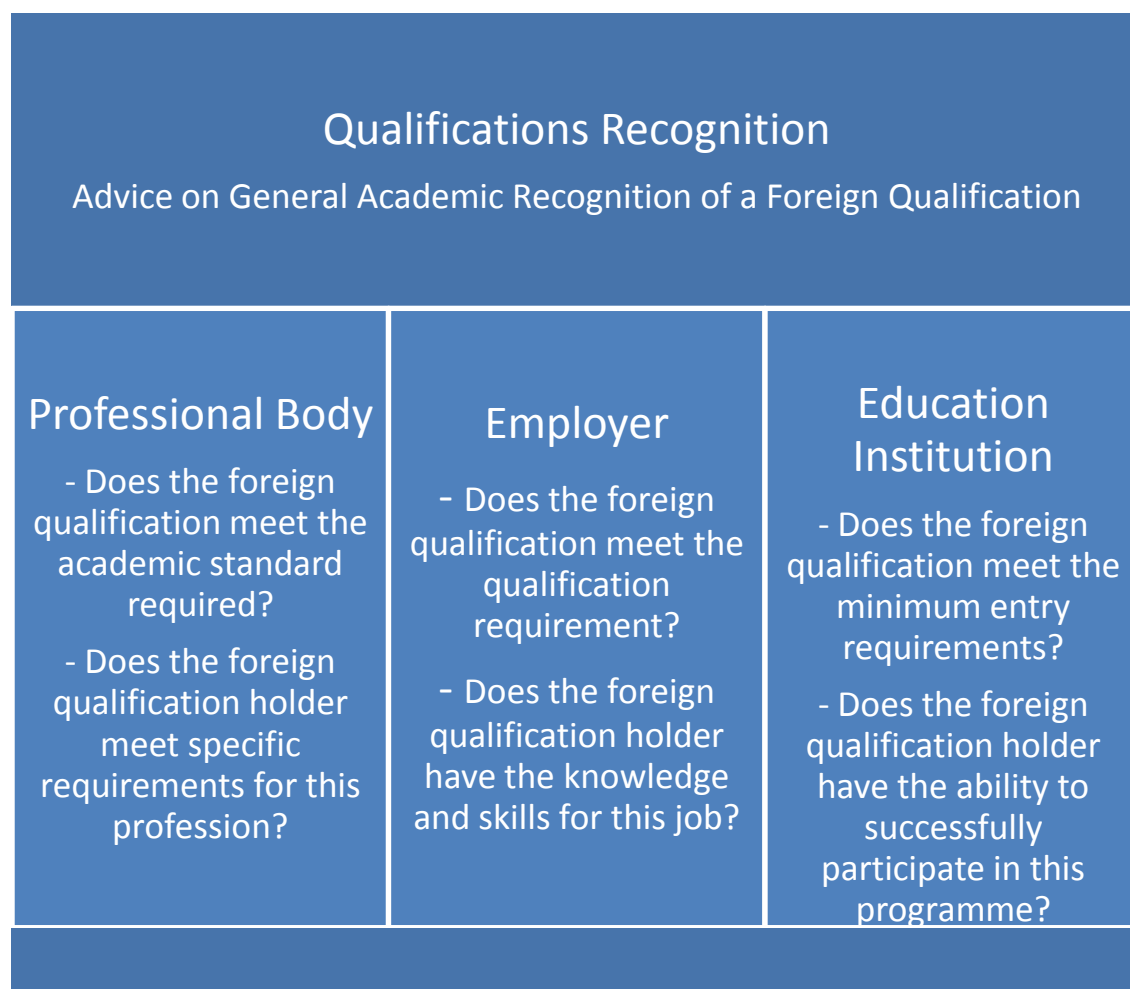 Qualifications Recognition
Advice on General Academic Recognition of a Foreign Qualification
Professional Body
- Does the foreign
qualification meet the
academic standard
required?
- Does the foreign
qualification holder
meet specific
requirements for this
profession?
Employer
- Does the foreign
qualification meet the
qualification
requirement?
- Does the foreign
qualification holder
have the knowledge
and skills for this job?
Education
Institution
- Does the foreign
qualification meet the
minimum entry
requirements?
- Does the foreign
qualification holder
have the ability to
successfully
participate in this
programme?